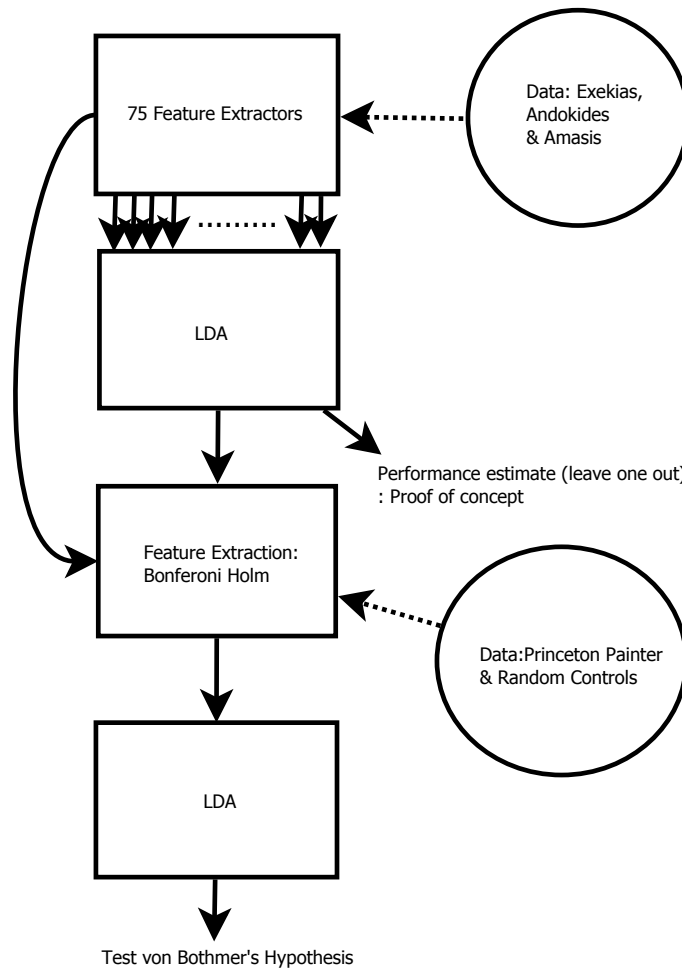 75 Feature Extractors
Data: Exekias,
Andokides
& Amasis
LDA
Performance estimate (leave one out)
: Proof of concept
Feature Extraction:
Bonferoni Holm
Data:Princeton Painter
& Random Controls
LDA
Test von Bothmer's Hypothesis